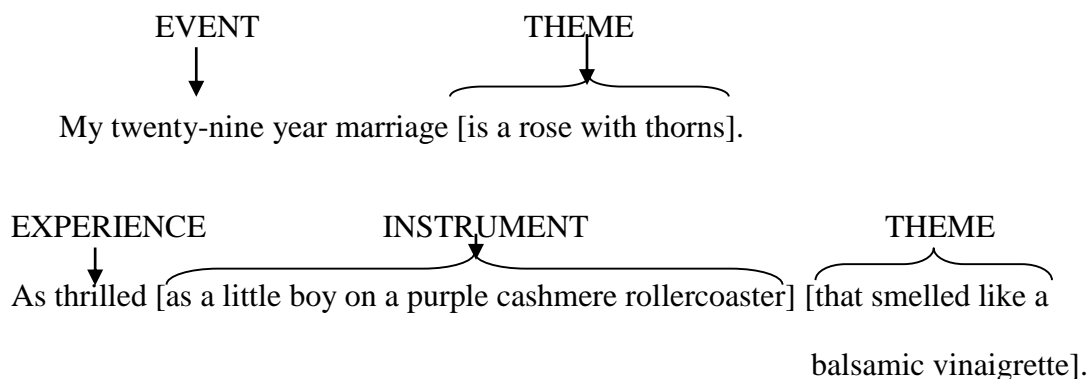 EVENT THEME
My twenty-nine year marriage [is a rose with thorns].
EXPERIENCE INSTRUMENT THEME
As thrilled [as a little boy on a purple cashmere rollercoaster] [that smelled like a
balsamic vinaigrette].